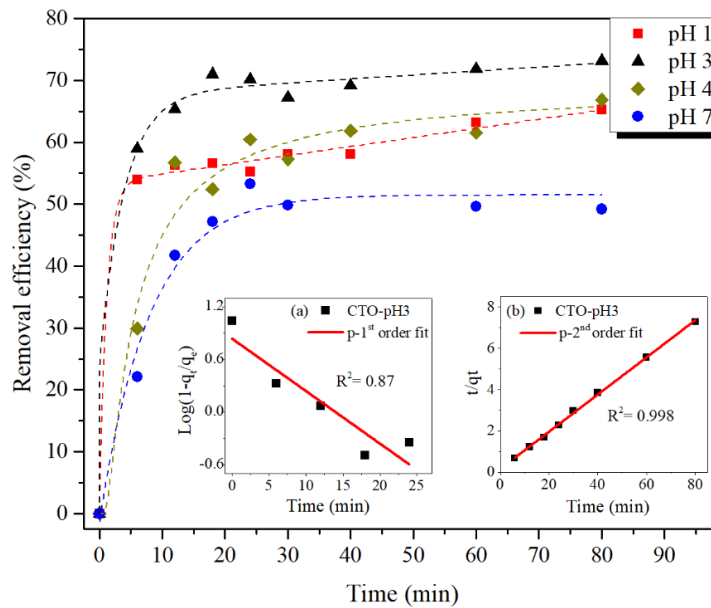 80
70
60
50
40
30
20
10
0
Removal efficiency (%)
pH 1
pH 3
pH 4
pH 7
(a)
CTO-pH3
p-1st order fit
R²= 0.87
1.2
0.6
0.0
-0.6
Log(1-qt/qe)
0 5 10 15 20 25
Time (min)
(b)
CTO-pH3
p-2nd order fit
R²= 0.998
8
6
4
2
0
t/qt
0 20 40 60 80
Time (min)
0 10 20 30 40 50 60 70 80 90
Time (min)